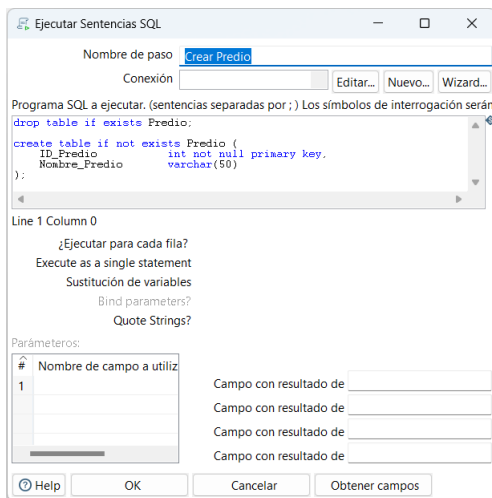 Ejecutar Sentencias SQL
Nombre de paso Crear Predio
Conexión Editar... Nuevo... Wizard...
Programa SQL a ejecutar. (sentencias separadas por ; ) Los símbolos de interrogación serán
drop table if exists Predio;
create table if not exists Predio (
ID_Predio int not null primary key,
Nombre_Predio varchar(50)
);
Line 1 Column 0
¿Ejecutar para cada fila?
Execute as a single statement
Sustitución de variables
Bind parameters?
Quote Strings?
Parámeteros:
# Nombre de campo a utiliz
1
Campo con resultado de
Campo con resultado de
Campo con resultado de
Campo con resultado de
Help OK Cancelar Obtener campos